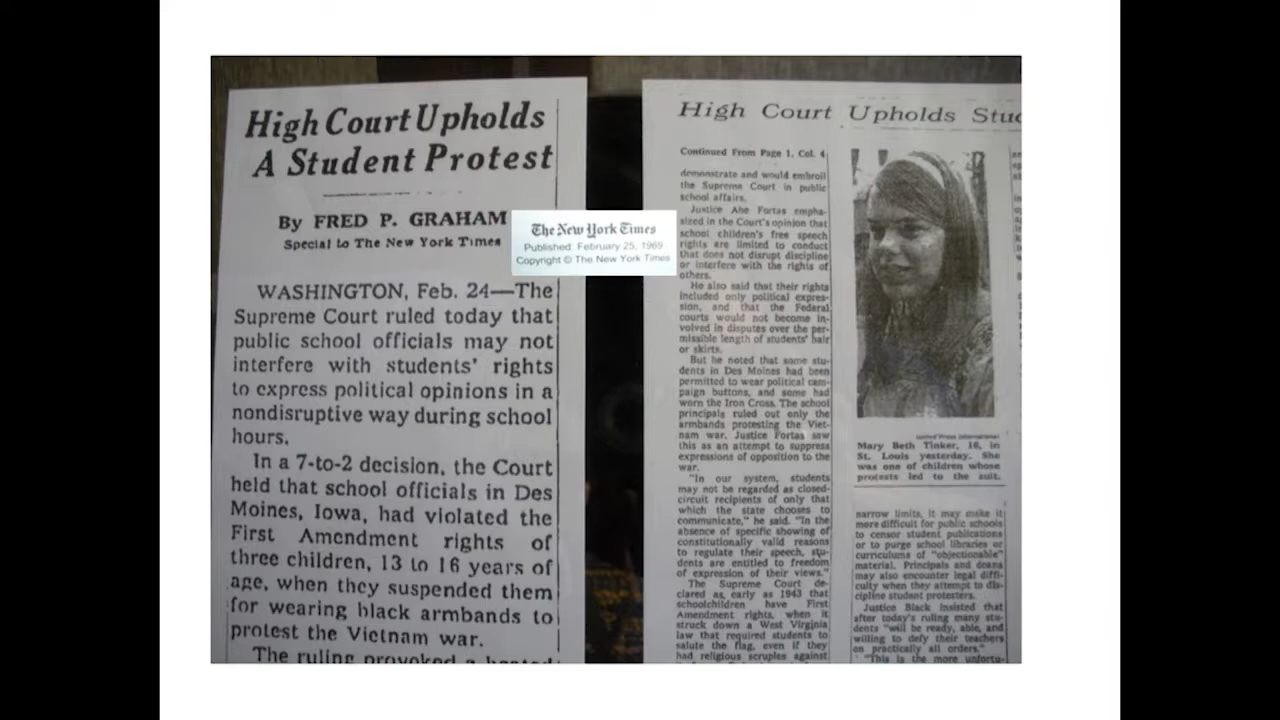 High Court Upholds
A Student Protest
By FRED P. GRAHAM
Special to The New York Times
WASHINGTON, Feb. 24—The
Supreme Court ruled today that
public school officials may not
interfere with students' rights
to express political opinions in a
nondisruptive way during school
hours.
In a 7-to-2 decision, the Court
held that school officials in Des
Moines, Iowa, had violated the
First Amendment rights of
three children, 13 to 16 years of
age, when they suspended them
for wearing black armbands to
protest the Vietnam war.
The ruling provoked a heated
The New York Times
Published: February 25, 1969
Copyright © The New York Times
High Court Upholds Stu
Continued From Page 1, Col. 4
demonstrate and would embroil
the Supreme Court in public
school affairs.
Justice Abe Fortas empha-
sized in the Court's opinion that
school children's free speech
rights are limited to conduct
that does not disrupt discipline
or interfere with the rights of
others.
He also said that their rights
included only political expres-
sion, and that the Federal
courts would not become in-
volved in disputes over the per-
missible length of students' hair
or skirts.
But he noted that some stu-
dents in Des Moines had been
permitted to wear political cam-
paign buttons, and some had
worn the Iron Cross. The school
principals ruled out only the
armbands protesting the Viet-
nam war. Justice Fortas saw
this as an attempt to suppress
expressions of opposition to the
war.
"In our system, students
may not be regarded as closed-
circuit recipients of only that
which the state chooses to
communicate," he said. "In the
absence of specific showing of
constitutionally valid reasons
to regulate their speech, stu-
dents are entitled to freedom
of expression of their views."
The Supreme Court de-
clared as early as 1943 that
schoolchildren have First
Amendment rights, when it
struck down a West Virginia
law that required students to
salute the flag, even if they
had religious scruples against
United Press International
Mary Beth Tinker, 16, in
St. Louis yesterday. She
was one of children whose
protests led to the suit.
narrow limits, it may make it
more difficult for public schools
to censor student publications
or to purge school libraries or
curriculums of "objectionable"
material. Principals and deans
may also encounter legal diffi-
culty when they attempt to dis-
cipline student protesters.
Justice Black insisted that
after today's ruling many stu-
dents "will be ready, able, and
willing to defy their teachers
on practically all orders."
"This is the more unfortu-